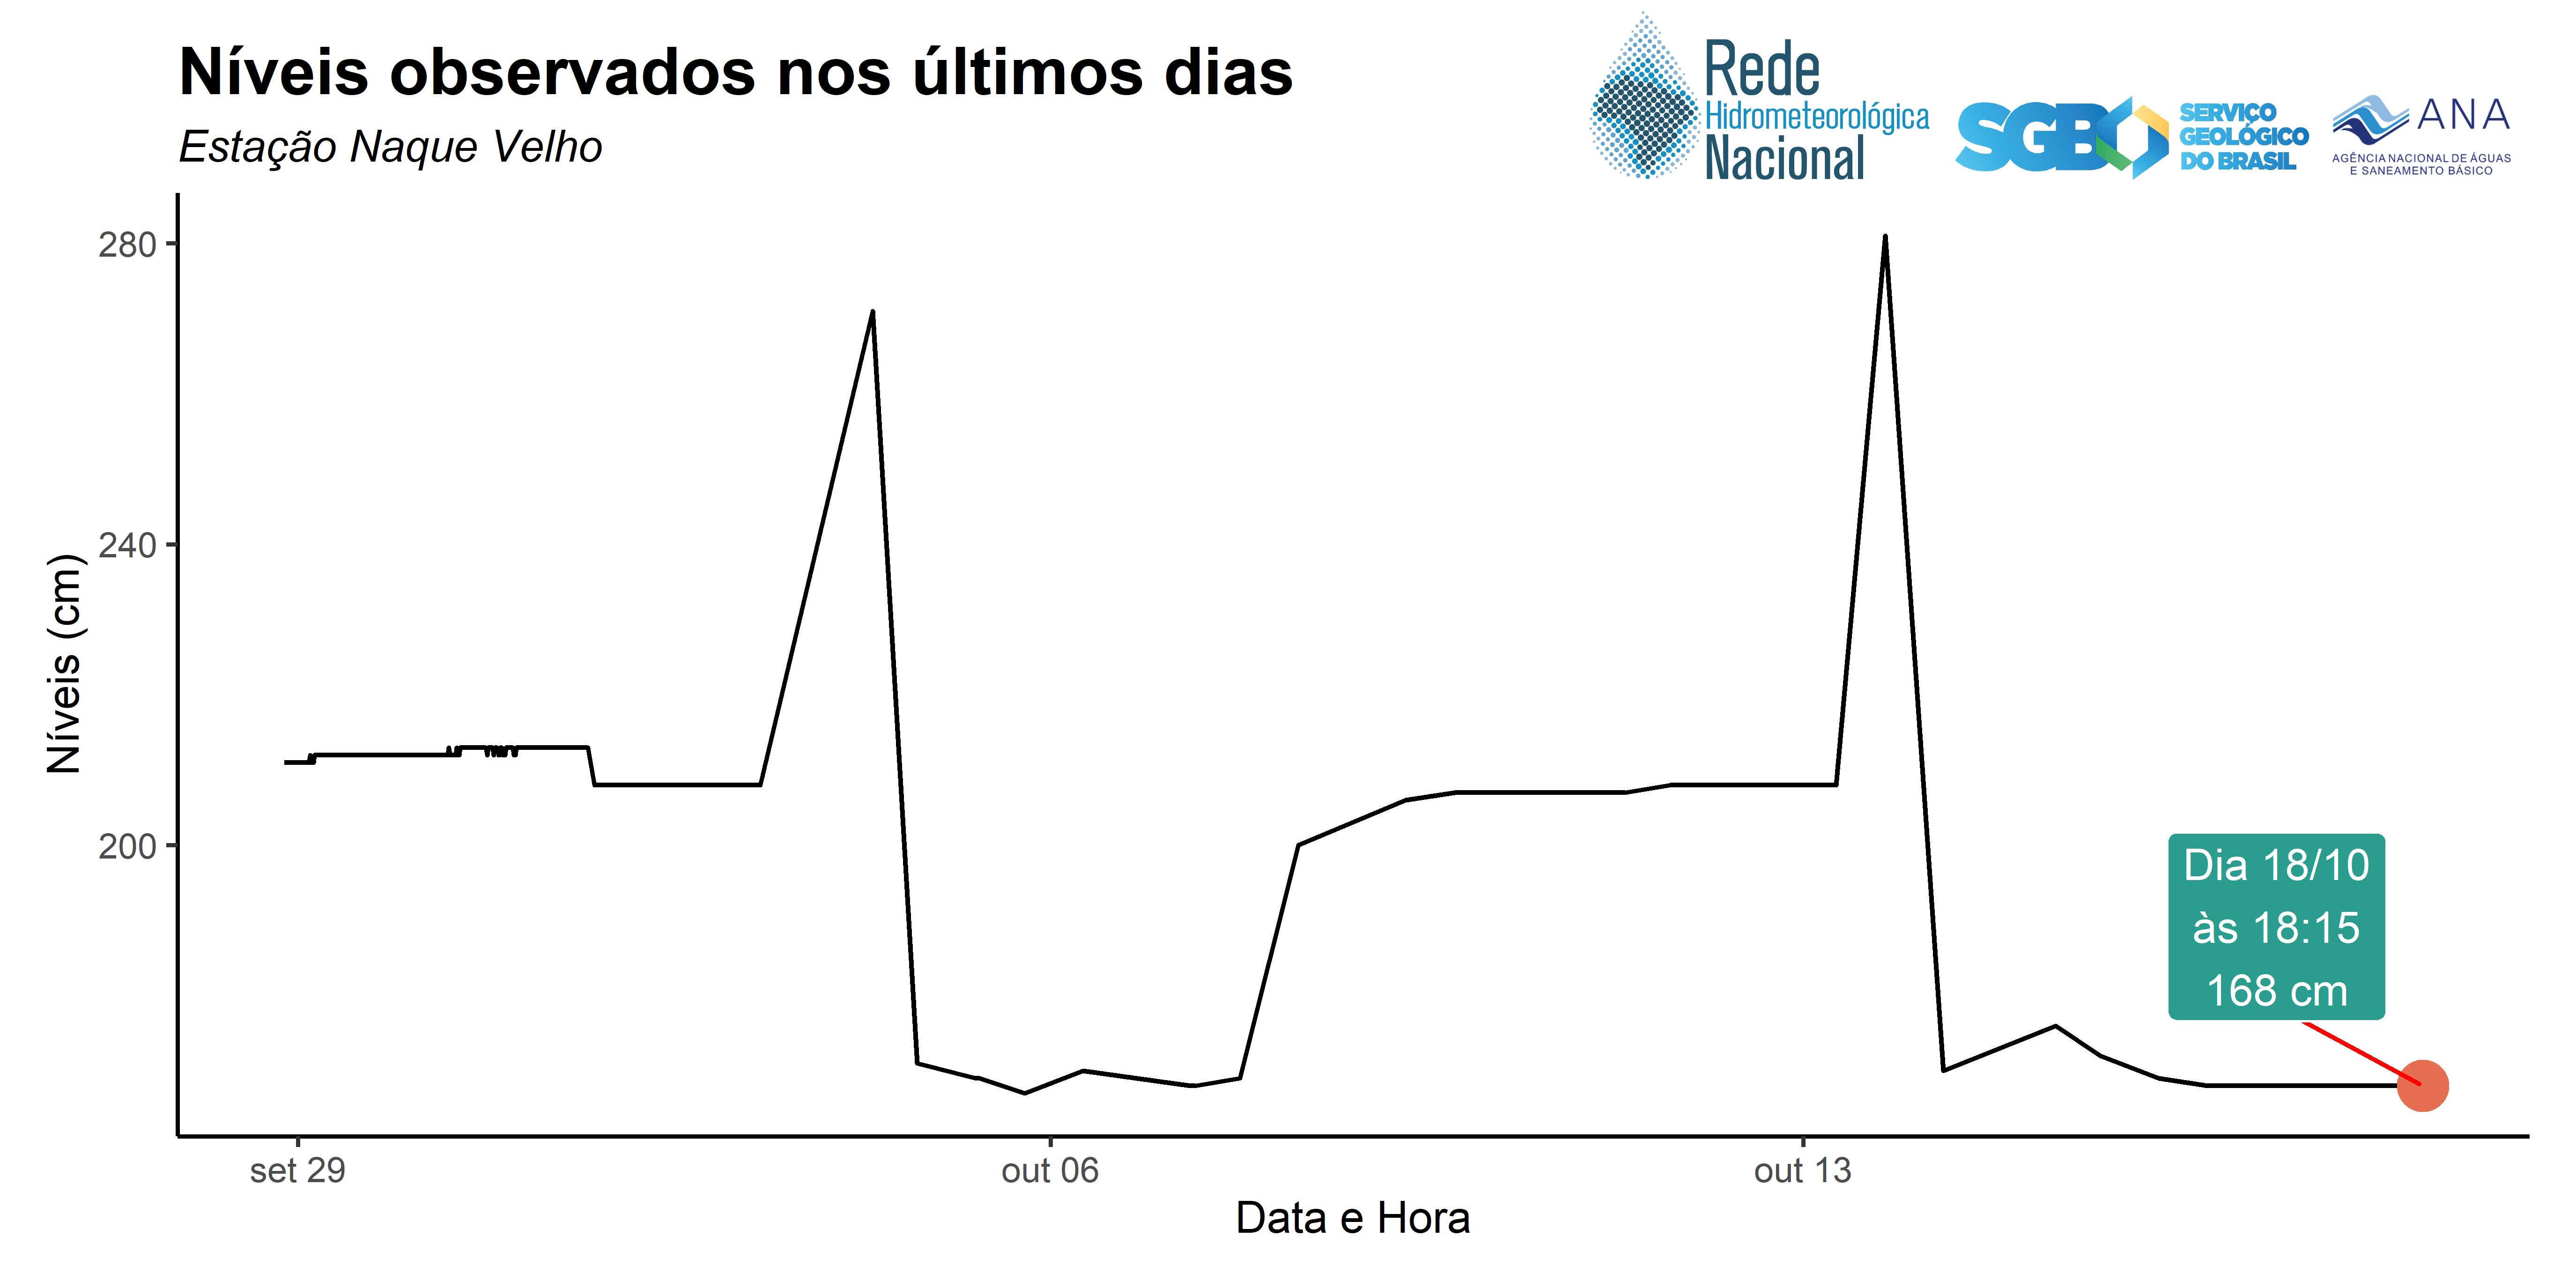 Níveis observados nos últimos dias
Estação Naque Velho
Rede
Hidrometeorológica
Nacional
SGB
SERVIÇO
GEOLÓGICO
DO BRASIL
ANA
AGÊNCIA NACIONAL DE ÁGUAS
E SANEAMENTO BÁSICO
280
240
200
Níveis (cm)
Dia 18/10
às 18:15
168 cm
set 29
out 06
out 13
Data e Hora